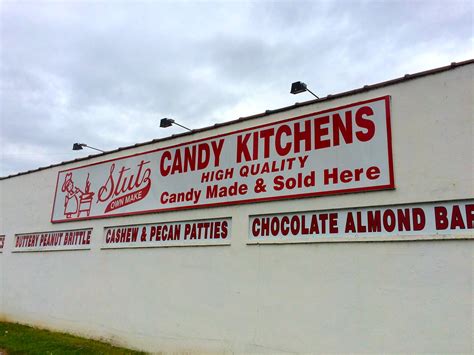 Stutz
OWN MAKE
CANDY KITCHENS
HIGH QUALITY
Candy Made & Sold Here
BUTTERY PEANUT BRITTLE
CASHEW & PECAN PATTIES
CHOCOLATE ALMOND BAR